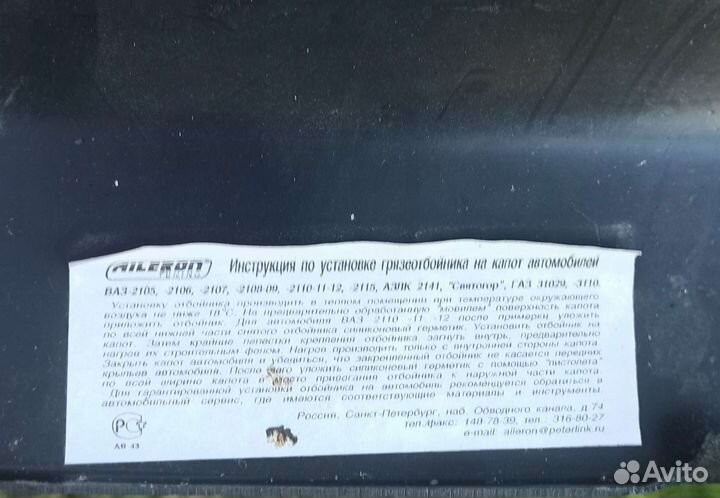 AILERON Инструкция по установке грязеотбойника на капот автомобилей
ВАЗ-2105, -2106, -2107, -2108-09, -2110-11-12, -2115, АЗЛК 2141, "Святогор", ГАЗ 31029, -3110.
Установку отбойника производить в теплом помещении при температуре окружающего
воздуха не ниже 18°С. На предварительно обработанную "мовилем" поверхность капота
приложить отбойник. Для автомобиля ВАЗ 2110 -11 -12 после примерки уложить
по всей нижней части снятого отбойника силиконовый герметик. Установить отбойник на
капот. Затем крайние лепестки крепления отбойника загнуть внутрь, предварительно
нагрев их строительным феном. Нагрев производить только с внутренней стороны капота.
Закрыть капот автомобиля и убедиться, что закрепленный отбойник не касается передних
крыльев автомобиля. После уложить силиконовый герметик с помощью "пистолета"
по всей ширине капота в место прилегания отбойника к наружной части капота.
Для гарантированной установки отбойника на автомобиль рекомендуется обратиться в
автомобильный сервис, где имеются соответствующие материалы и инструменты.
Россия, Санкт-Петербург, наб. Обводного канала, д.74
тел./факс: 148-78-39, тел.: 316-80-27
e-mail: aileron@peterlink.ru
РС
АЯ 43
Avito